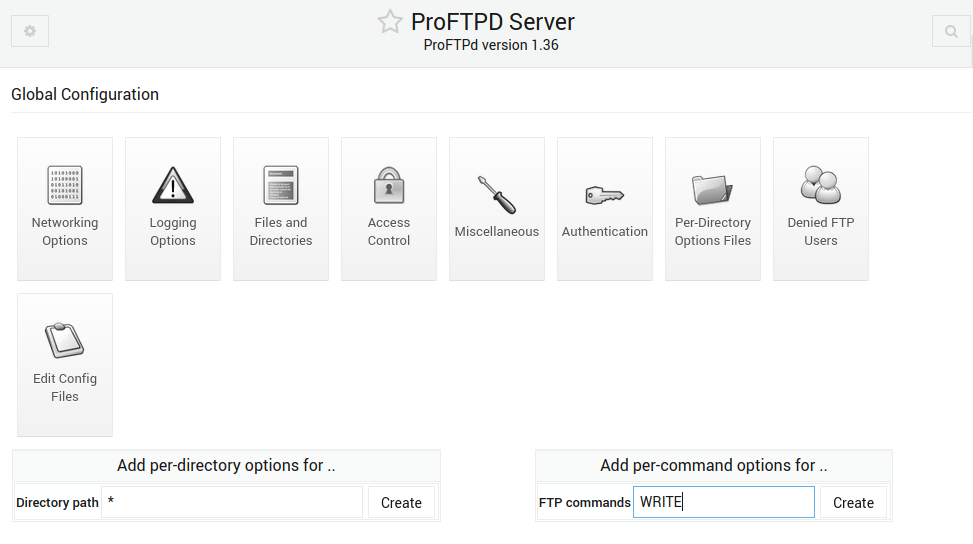 ProFTPD Server
ProFTPd version 1.36
Global Configuration
Networking
Options
Logging
Options
Files and
Directories
Access
Control
Miscellaneous
Authentication
Per-Directory
Options Files
Denied FTP
Users
Edit Config
Files
Add per-directory options for ..
Directory path * Create
Add per-command options for ..
FTP commands WRITE Create